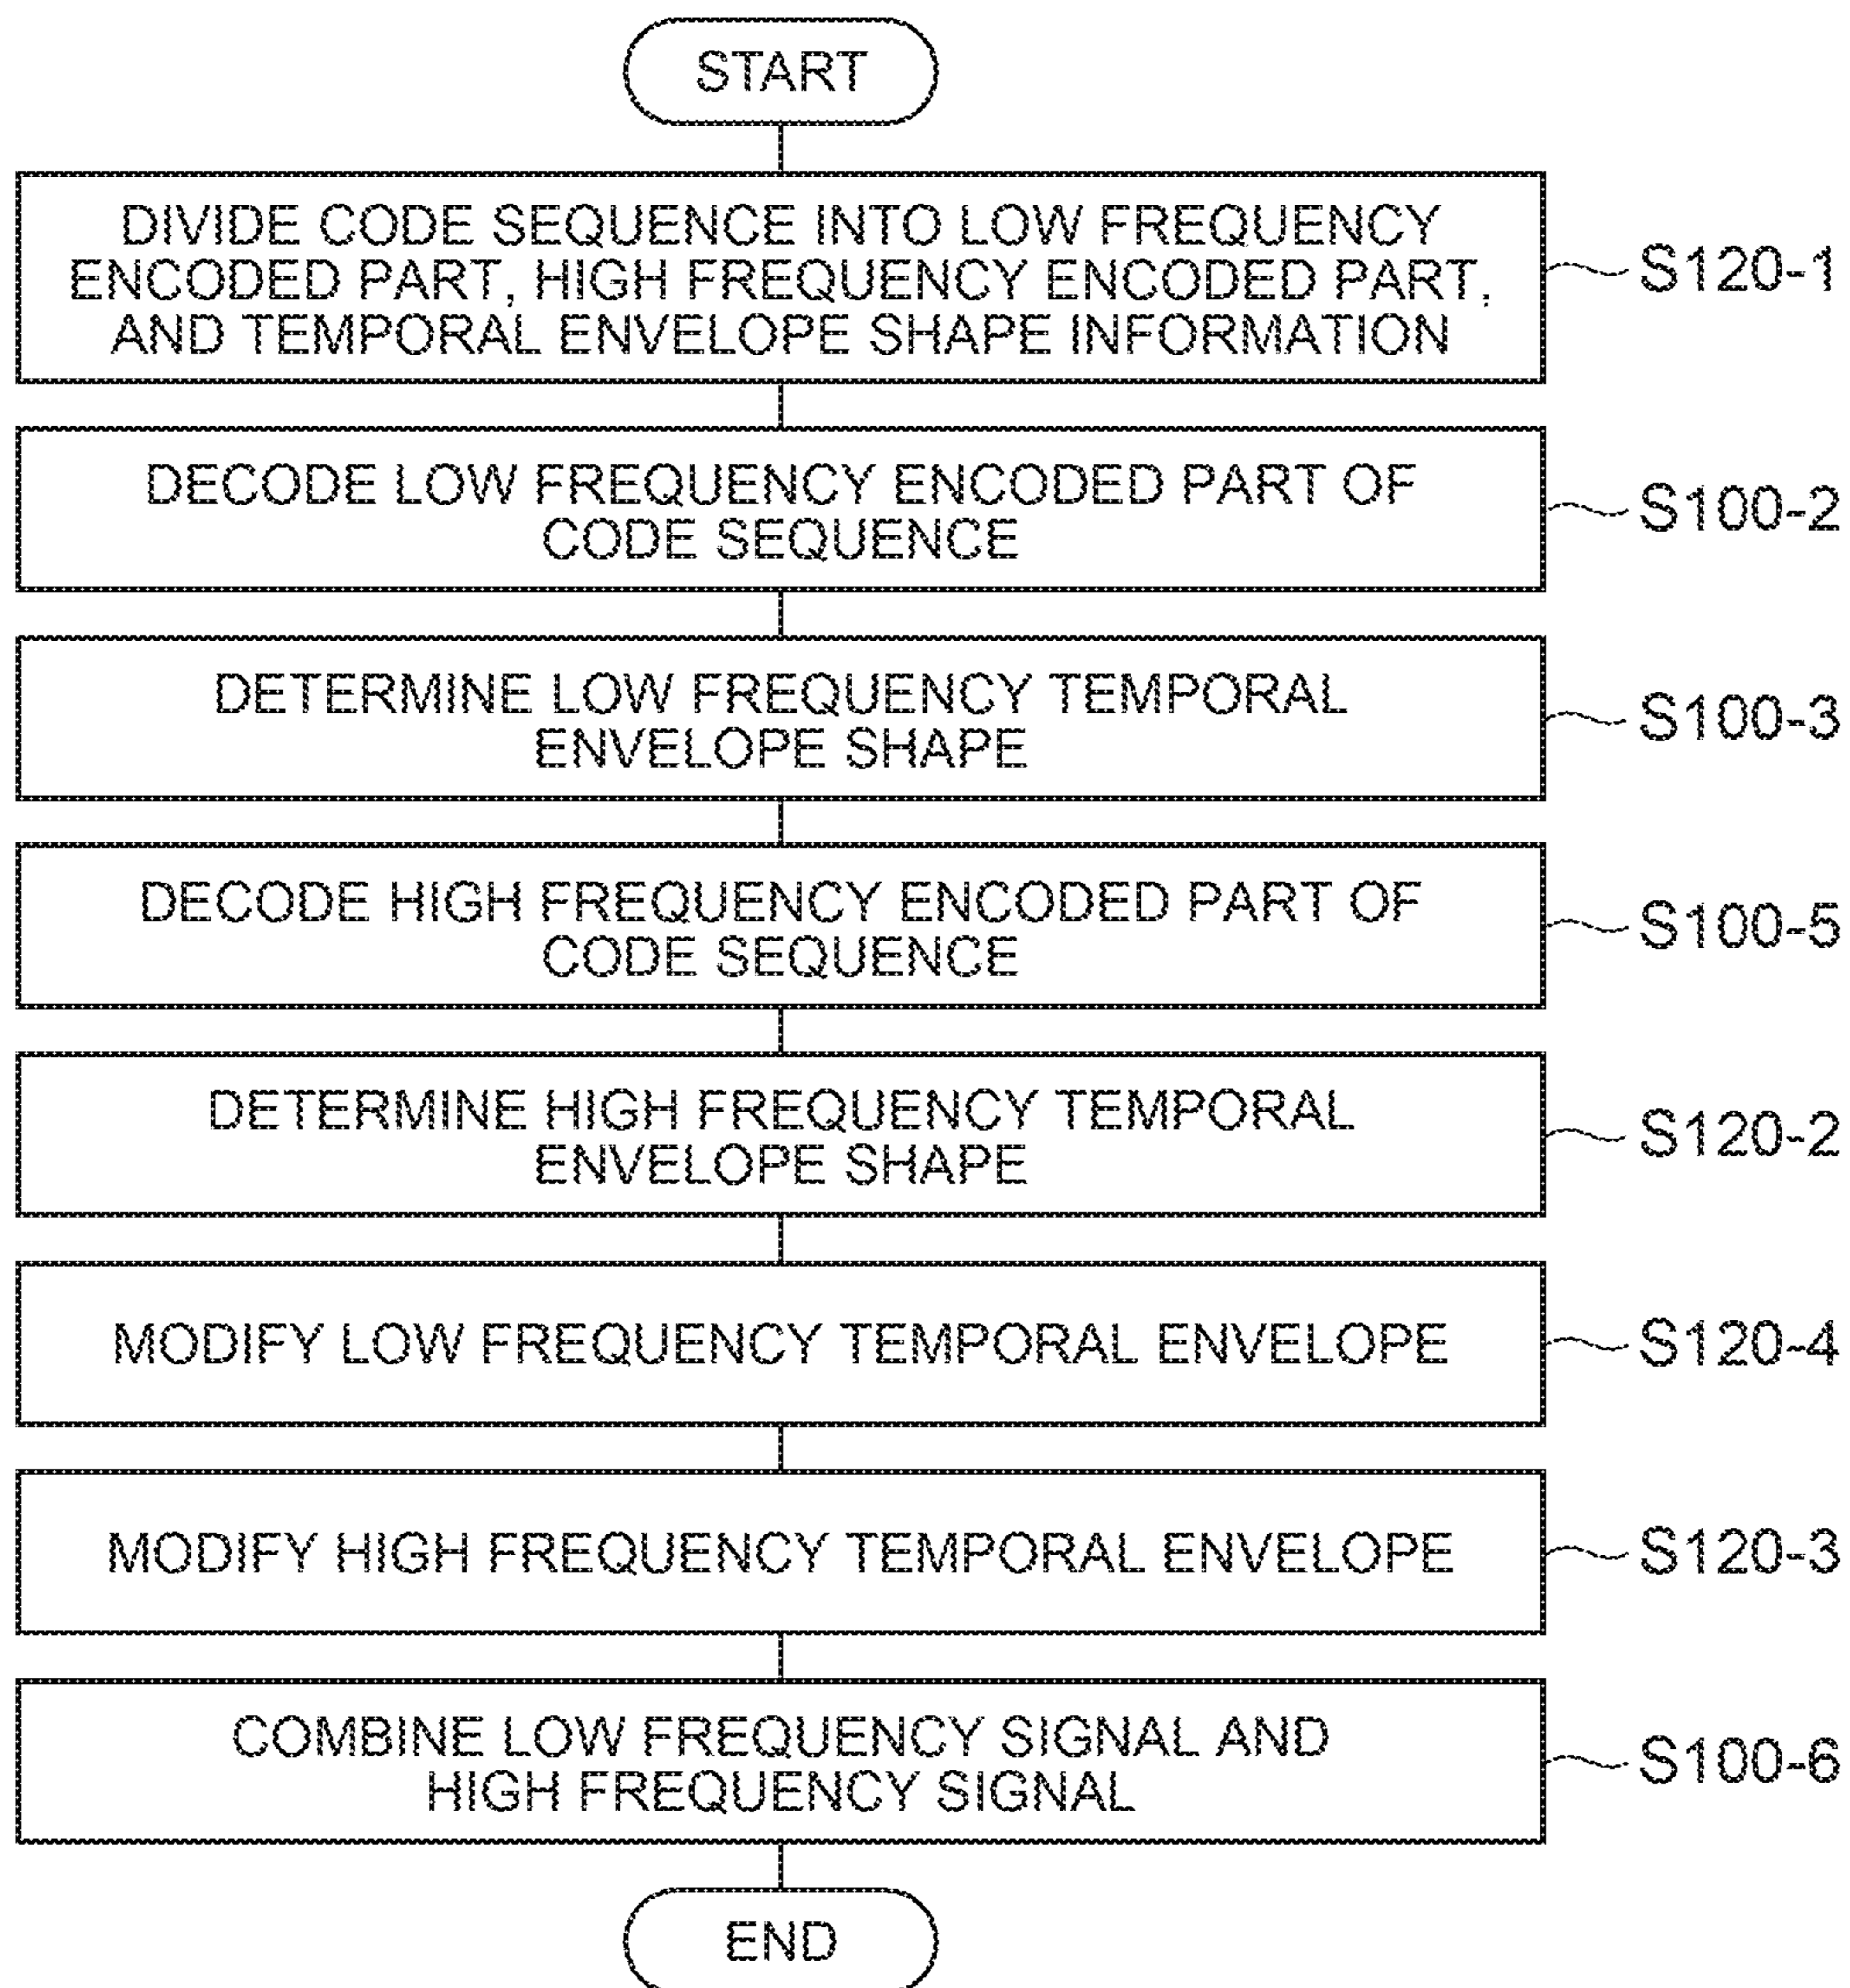 START
DIVIDE CODE SEQUENCE INTO LOW FREQUENCY
ENCODED PART, HIGH FREQUENCY ENCODED PART,
AND TEMPORAL ENVELOPE SHAPE INFORMATION
S120-1
DECODE LOW FREQUENCY ENCODED PART OF
CODE SEQUENCE
S100-2
DETERMINE LOW FREQUENCY TEMPORAL
ENVELOPE SHAPE
S100-3
DECODE HIGH FREQUENCY ENCODED PART OF
CODE SEQUENCE
S100-5
DETERMINE HIGH FREQUENCY TEMPORAL
ENVELOPE SHAPE
S120-2
MODIFY LOW FREQUENCY TEMPORAL ENVELOPE
S120-4
MODIFY HIGH FREQUENCY TEMPORAL ENVELOPE
S120-3
COMBINE LOW FREQUENCY SIGNAL AND
HIGH FREQUENCY SIGNAL
S100-6
END